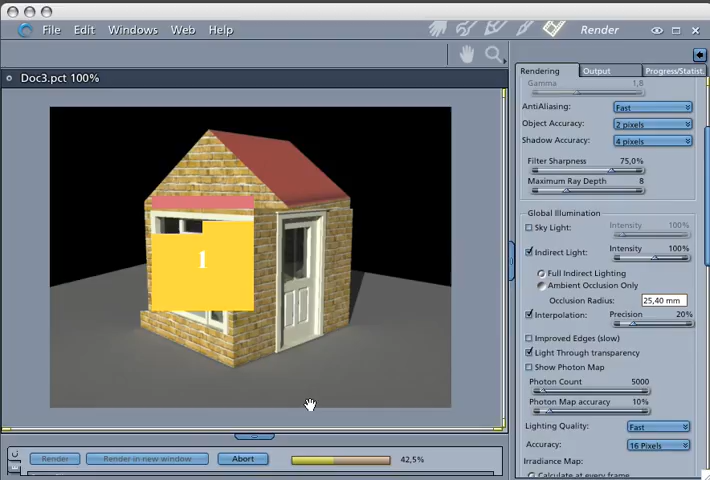 File Edit Windows Web Help Render
Doc3.pct 100%
1
Render Render in new window Abort 42,5%
Rendering Output Progress/Statist.
Gamma 1,8
AntiAliasing: Fast
Object Accuracy: 2 pixels
Shadow Accuracy: 4 pixels
Filter Sharpness 75,0%
Maximum Ray Depth 8
Global Illumination
Sky Light: Intensity 100%
Indirect Light: Intensity 100%
Full Indirect Lighting
Ambient Occlusion Only
Occlusion Radius: 25,40 mm
Interpolation: Precision 20%
Improved Edges (slow)
Light Through transparency
Show Photon Map
Photon Count 5000
Photon Map accuracy 10%
Lighting Quality: Fast
Accuracy: 16 Pixels
Irradiance Map:
Calculate at every frame